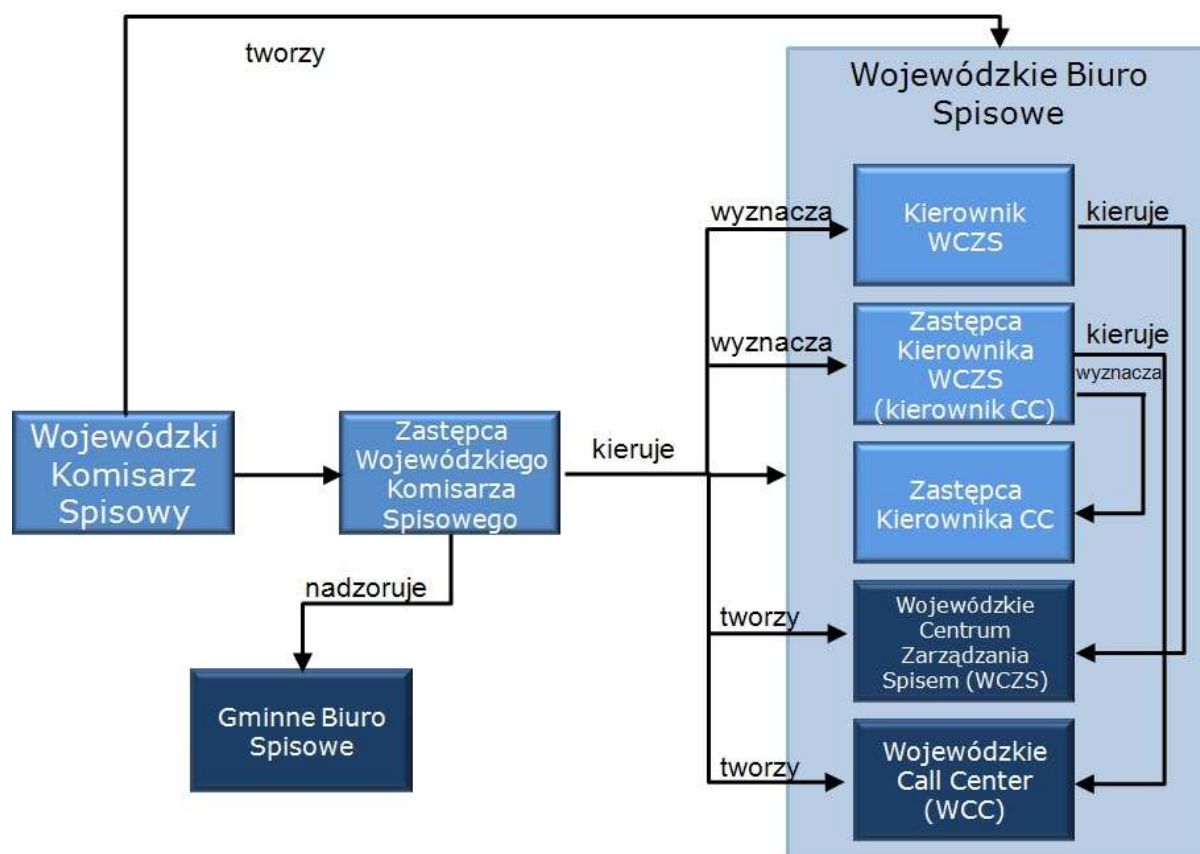 tworzy
Wojewódzkie Biuro
Spisowe
wyznacza
Kierownik
WCZS
kieruje
wyznacza
Zastępca
Kierownika
WCZS
(kierownik CC)
kieruje
wyznacza
Wojewódzki
Komisarz
Spisowy
Zastępca
Wojewódzkiego
Komisarza
Spisowego
kieruje
Zastępca
Kierownika CC
nadzoruje
Gminne Biuro
Spisowe
tworzy
Wojewódzkie
Centrum
Zarządzania
Spisem (WCZS)
tworzy
Wojewódzkie
Call Center
(WCC)